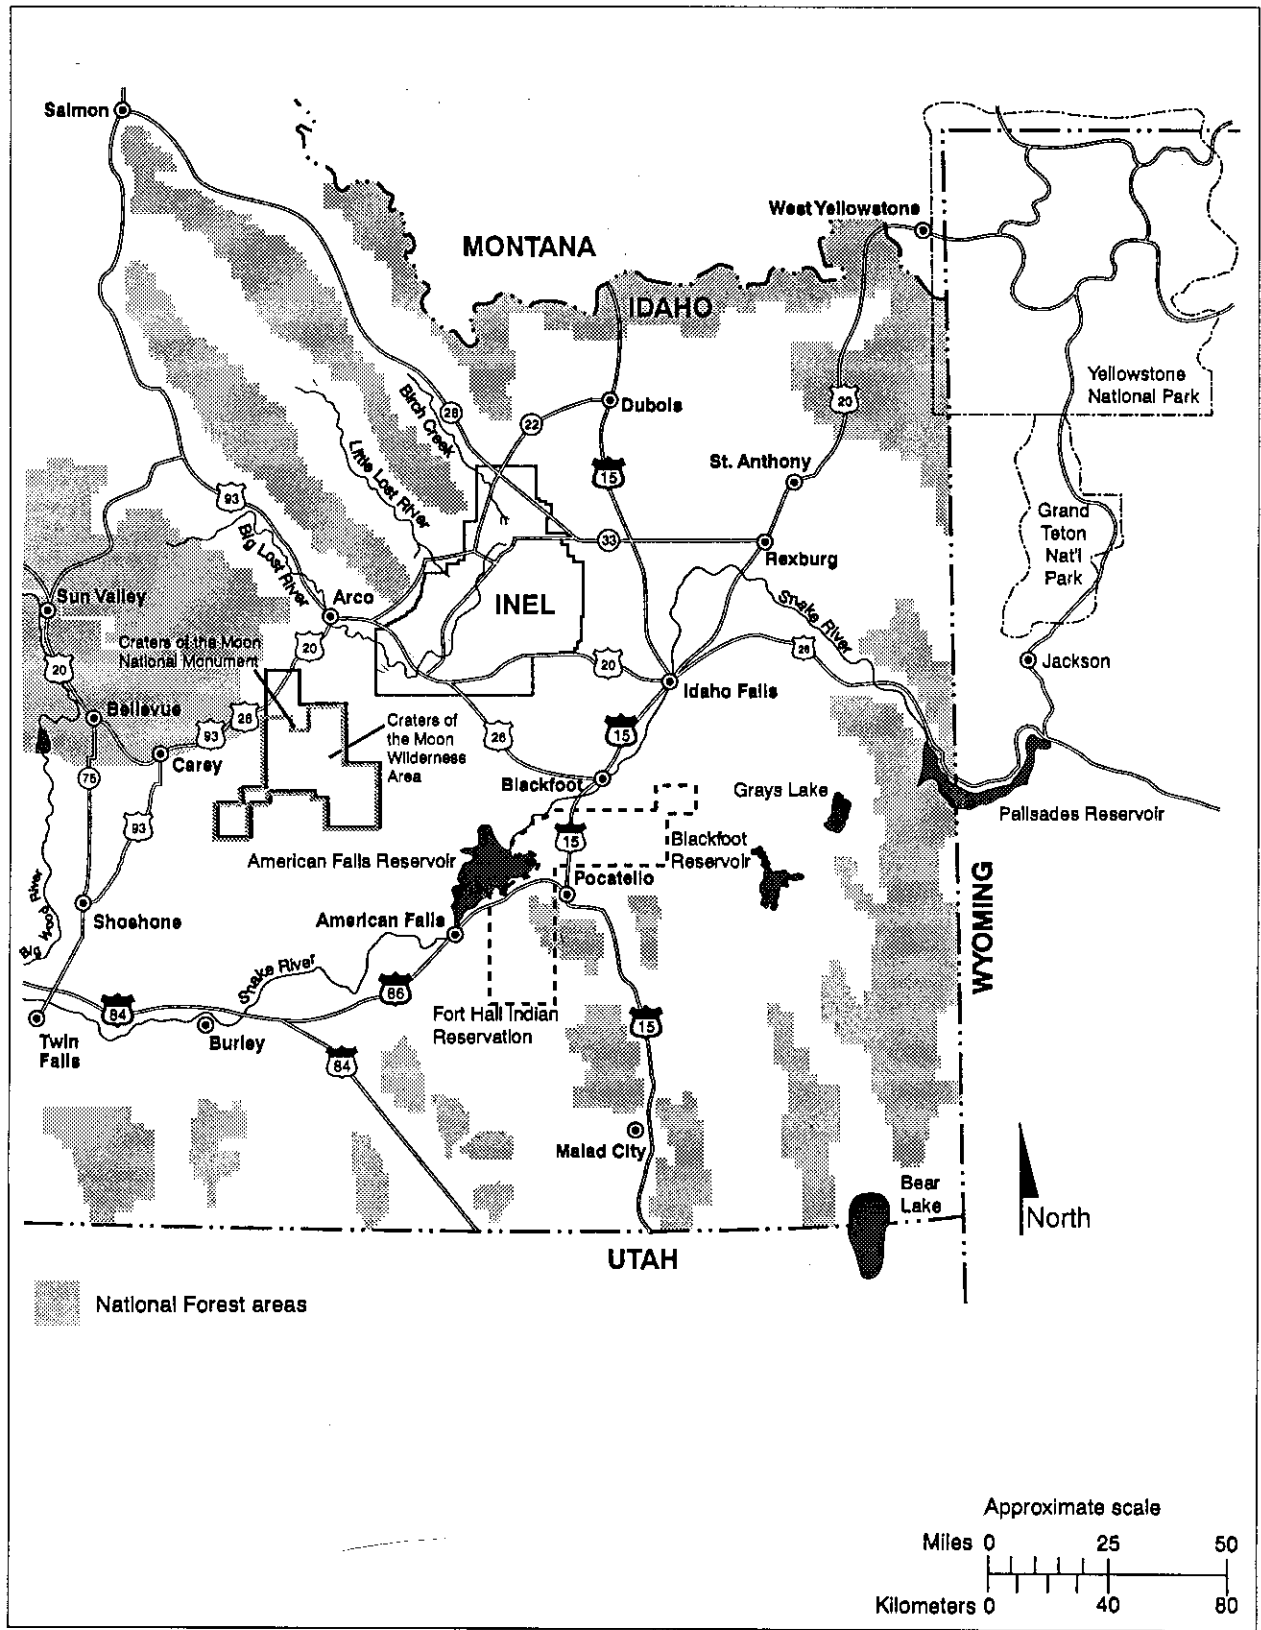 Salmon
West Yellowstone
MONTANA
IDAHO
Yellowstone
National Park
Birch Creek
28
22
Dubois
20
15
Little Lost River
St. Anthony
93
Big Lost River
33
Grand
Teton
Nat'l
Park
Rexburg
Sun Valley
Arco
INEL
Snake River
Craters of the Moon
National Monument
20
26
20
20
Jackson
Idaho Falls
Bellevue
26
93
Craters of
the Moon
Wilderness
Area
26
15
Carey
75
Blackfoot
Grays Lake
Palisades Reservoir
93
15
Blackfoot
Reservoir
American Falls Reservoir
Pocatello
WYOMING
Big Wood River
Shoshone
American Falls
Snake River
86
84
Fort Hall Indian
Reservation
15
Twin
Falls
Burley
84
Malad City
Bear
Lake
North
UTAH
National Forest areas
Approximate scale
Miles 0 25 50
Kilometers 0 40 80